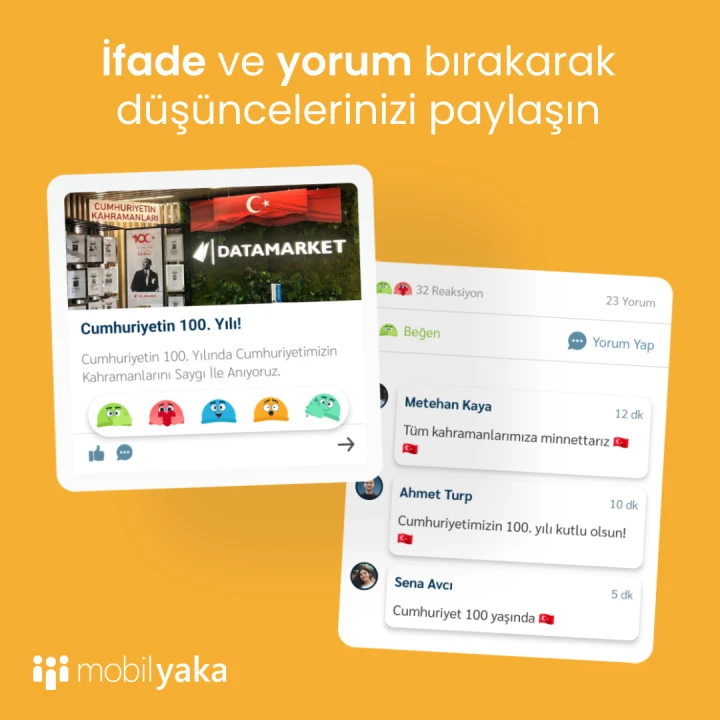 İfade ve yorum bırakarak
düşüncelerinizi paylaşın
CUMHURİYETİN
KAHRAMANLARI
100
DATAMARKET
Cumhuriyetin 100. Yılı!
Cumhuriyetin 100. Yılında Cumhuriyetimizin
Kahramanlarını Saygı İle Anıyoruz.
32 Reaksiyon
23 Yorum
Beğen
Yorum Yap
Metehan Kaya
12 dk
Tüm kahramanlarımıza minnettarız 🇹🇷
🇹🇷
Ahmet Turp
10 dk
Cumhuriyetimizin 100. yılı kutlu olsun!
🇹🇷
Sena Avcı
5 dk
Cumhuriyet 100 yaşında 🇹🇷
mobilyaka